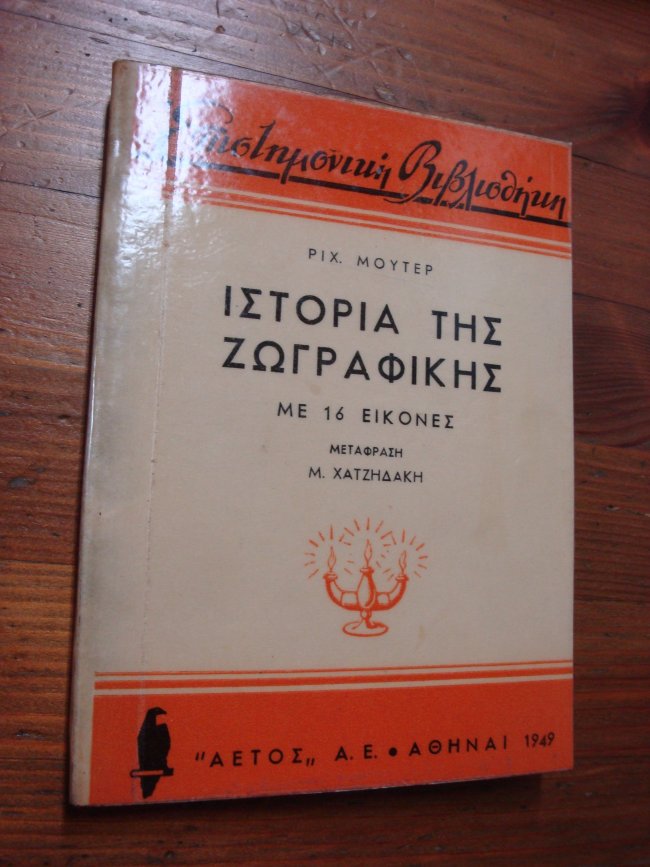 Επιστημονική Βιβλιοθήκη
ΡΙΧ. ΜΟΥΤΕΡ
ΙΣΤΟΡΙΑ ΤΗΣ
ΖΩΓΡΑΦΙΚΗΣ
ΜΕ 16 ΕΙΚΟΝΕΣ
ΜΕΤΑΦΡΑΣΗ
Μ. ΧΑΤΖΗΔΑΚΗ
"ΑΕΤΟΣ„ Α.Ε. • ΑΘΗΝΑΙ 1949